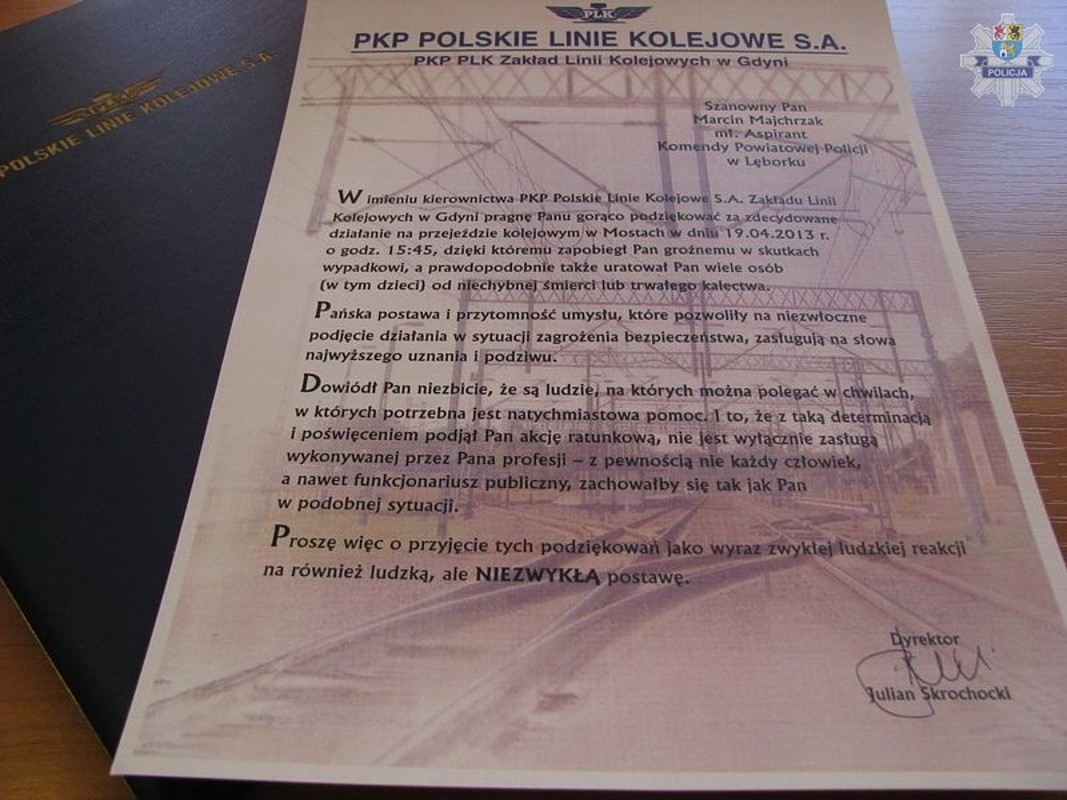 PLK
PKP POLSKIE LINIE KOLEJOWE S.A.
PKP PLK Zakład Linii Kolejowych w Gdyni
POLSKIE LINIE KOLEJOWE S.A.
POLICJA
Szanowny Pan
Marcin Majchrzak
mł. Aspirant
Komendy Powiatowej Policji
w Lęborku
W imieniu kierownictwa PKP Polskie Linie Kolejowe S.A. Zakładu Linii
Kolejowych w Gdyni pragnę Panu gorąco podziękować za zdecydowane
działanie na przejeździe kolejowym w Mostach w dniu 19.04.2013 r.
o godz. 15:45, dzięki któremu zapobiegł Pan groźnemu w skutkach
wypadkowi, a prawdopodobnie także uratował Pan wiele osób
(w tym dzieci) od niechybnej śmierci lub trwałego kalectwa.
Pańska postawa i przytomność umysłu, które pozwoliły na niezwłoczne
podjęcie działania w sytuacji zagrożenia bezpieczeństwa, zasługują na słowa
najwyższego uznania i podziwu.
Dowiódł Pan niezbicie, że są ludzie, na których można polegać w chwilach,
w których potrzebna jest natychmiastowa pomoc. I to, że z taką determinacją
i poświęceniem podjął Pan akcję ratunkową, nie jest wyłącznie zasługą
wykonywanej przez Pana profesji – z pewnością nie każdy człowiek,
a nawet funkcjonariusz publiczny, zachowałby się tak jak Pan
w podobnej sytuacji.
Proszę więc o przyjęcie tych podziękowań jako wyraz zwykłej ludzkiej reakcji
na również ludzką, ale NIEZWYKŁĄ postawę.
Dyrektor
Julian Skrochocki